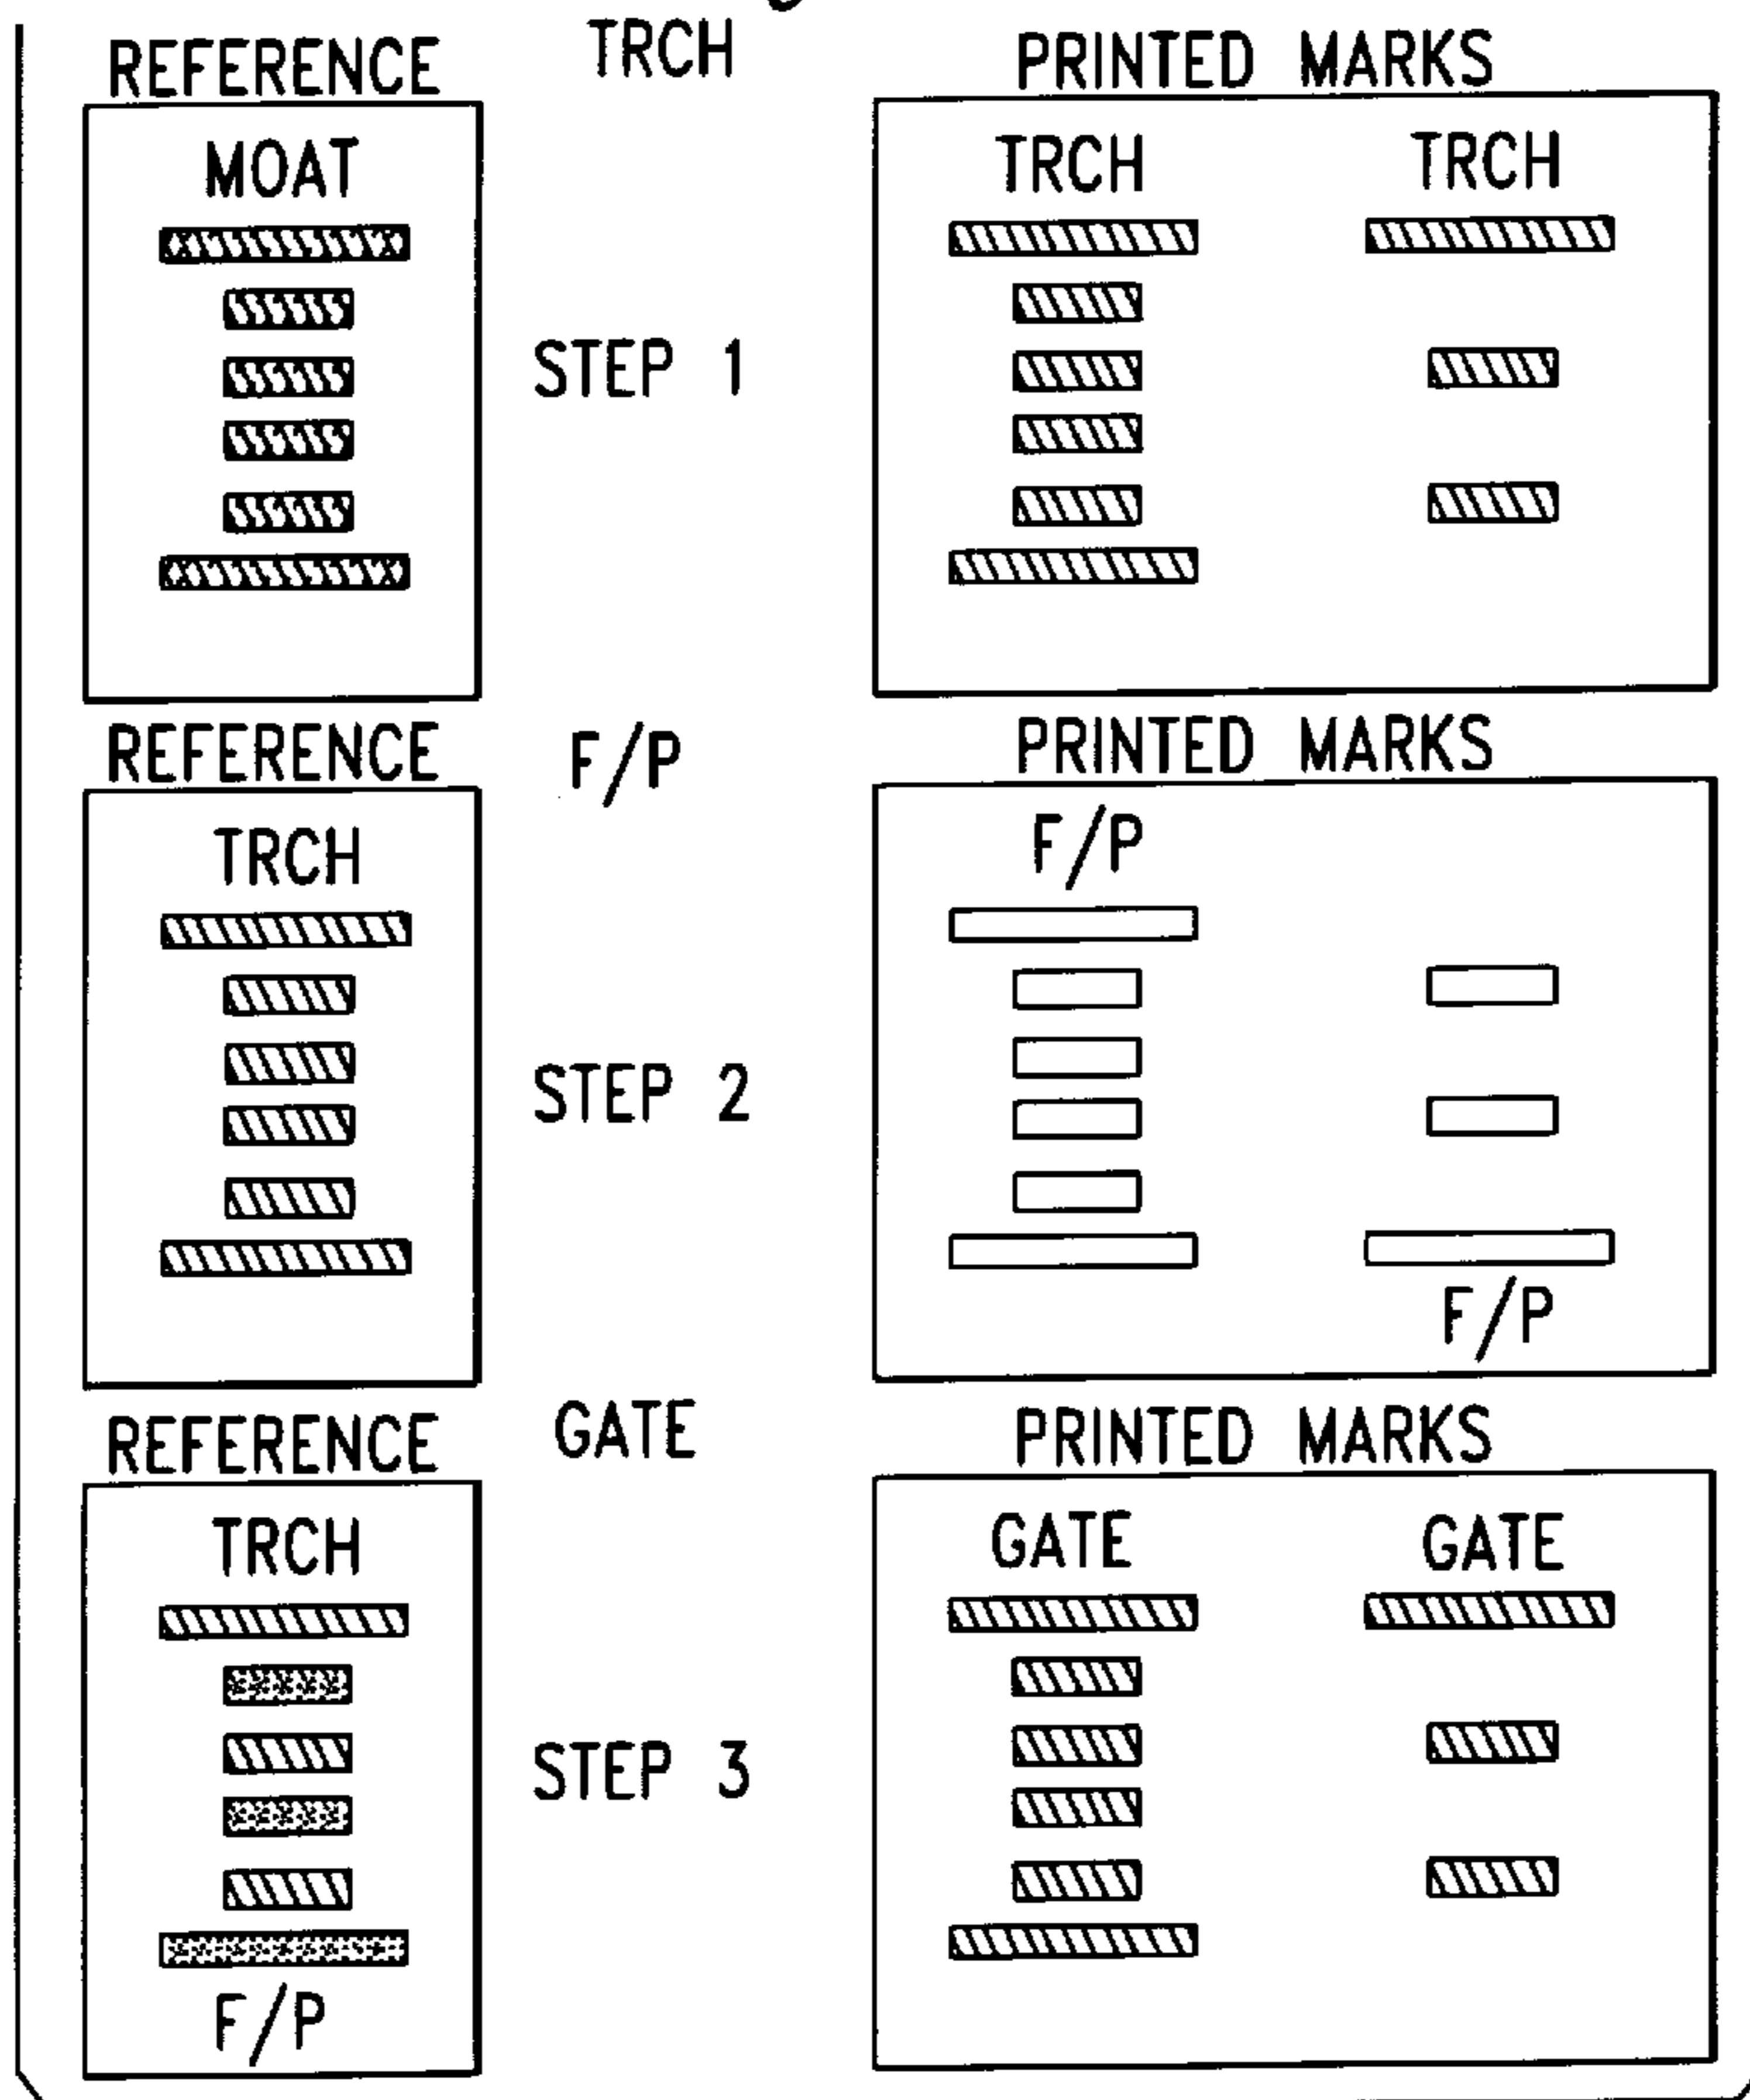 REFERENCE TRCH PRINTED MARKS
MOAT TRCH TRCH
STEP 1
REFERENCE F/P PRINTED MARKS
TRCH F/P
STEP 2
F/P
REFERENCE GATE PRINTED MARKS
TRCH GATE GATE
STEP 3
F/P